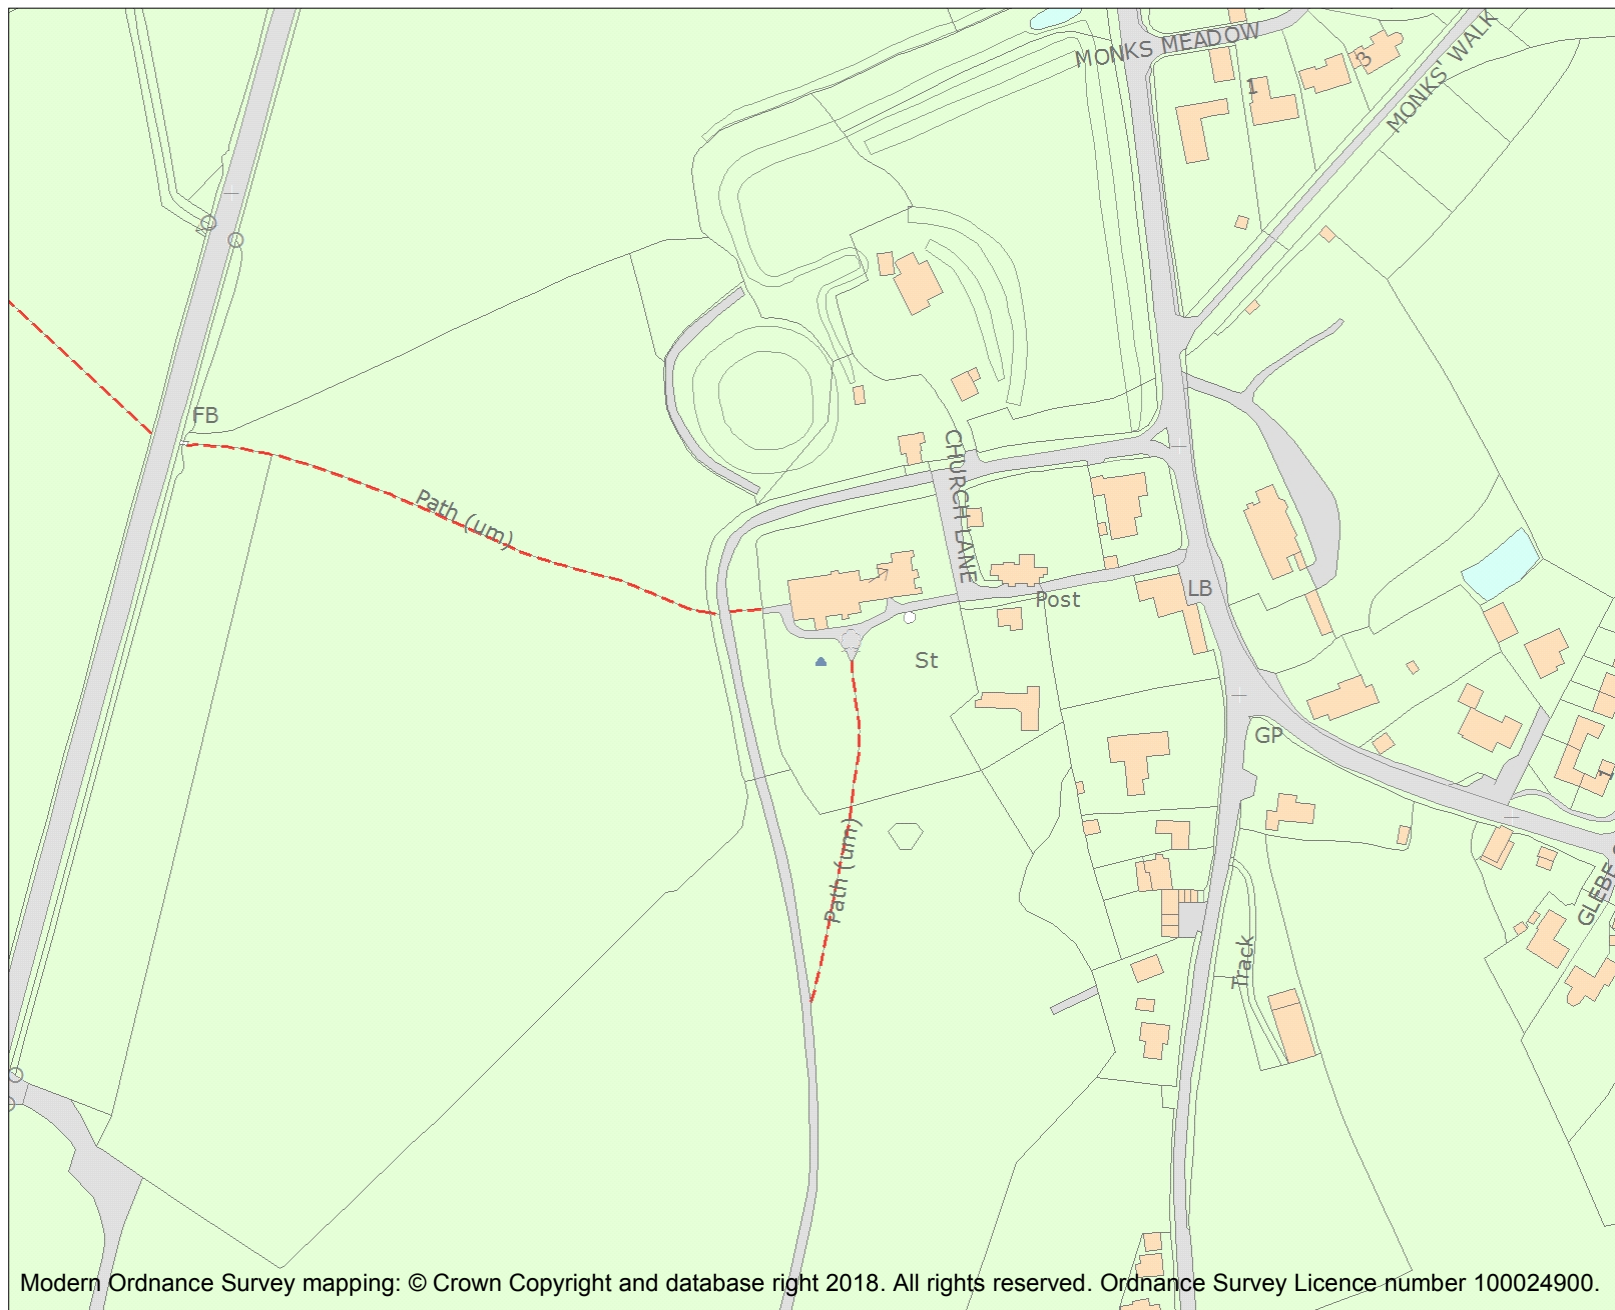 MONKS MEADOW
3
1
MONKS' WALK
FB
CHURCH LANE
Path (um)
Post
LB
St
GP
1
Path (um)
GLEBE
Track
Modern Ordnance Survey mapping: © Crown Copyright and database right 2018. All rights reserved. Ordnance Survey Licence number 100024900.